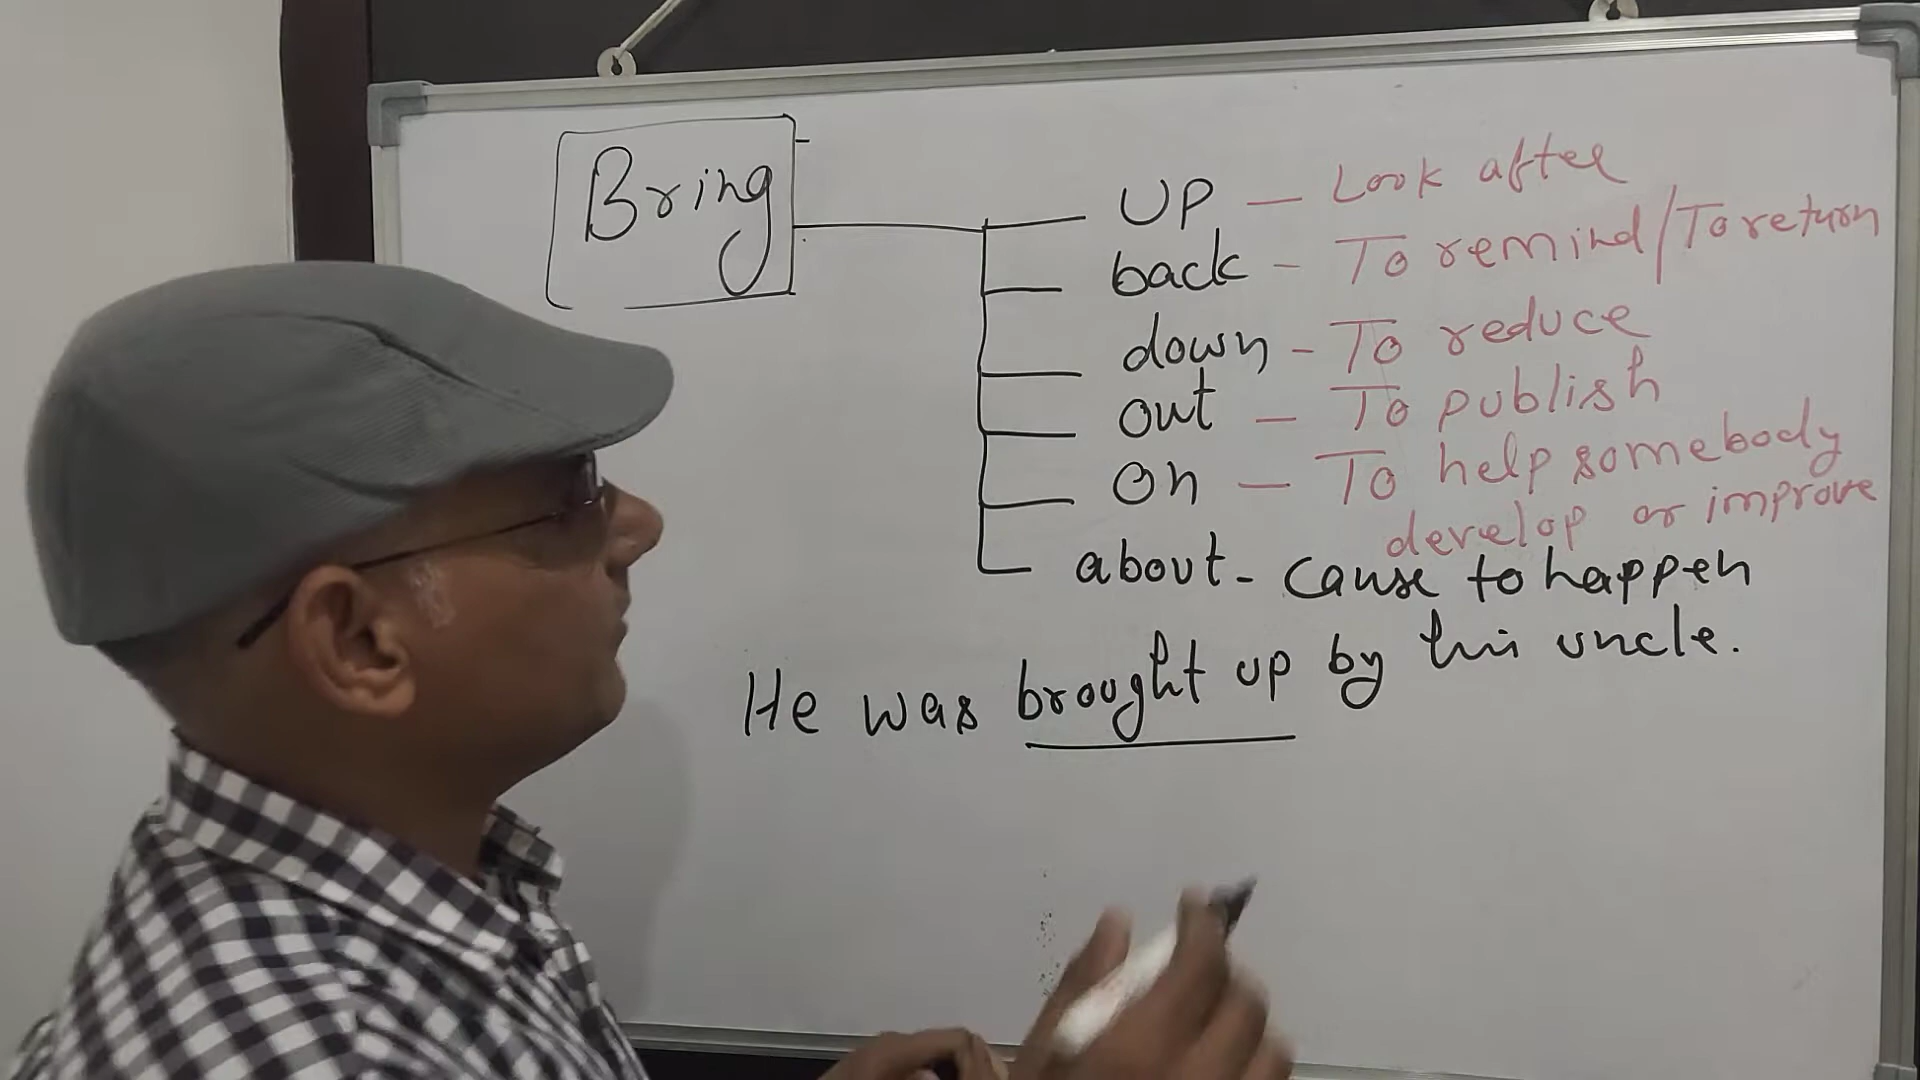 Bring
UP - Look after
back - To remind/To return
down - To reduce
out - To publish
on - To help somebody
develop or improve
about - cause to happen
He was brought up by his uncle.